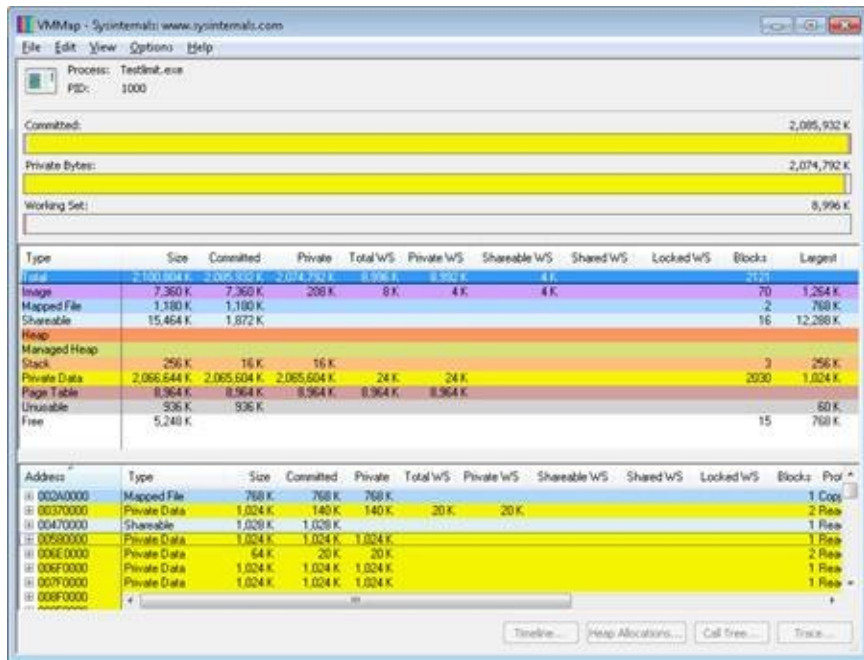 VMMap - Sysinternals: www.sysinternals.com
File Edit View Options Help
Process: Testlimit.exe
PID: 1000
Committed: 2,085,932 K
Private Bytes: 2,074,792 K
Working Set: 8,996 K
Type Size Committed Private Total WS Private WS Shareable WS Shared WS Locked WS Blocks Largest
Total 2,100,804 K 2,085,932 K 2,074,792 K 8,996 K 8,992 K 4 K 2121
Image 7,360 K 7,360 K 208 K 8 K 4 K 4 K 70 1,264 K
Mapped File 1,180 K 1,180 K 2 768 K
Shareable 15,464 K 1,872 K 16 12,288 K
Heap
Managed Heap
Stack 256 K 16 K 16 K 3 256 K
Private Data 2,066,644 K 2,065,604 K 2,065,604 K 24 K 24 K 2030 1,024 K
Page Table 8,964 K 8,964 K 8,964 K 8,964 K 8,964 K
Unusable 936 K 936 K 60 K
Free 5,248 K 15 768 K
Address Type Size Committed Private Total WS Private WS Shareable WS Shared WS Locked WS Blocks Prot
002A0000 Mapped File 768 K 768 K 768 K 1 Copy
00370000 Private Data 1,024 K 140 K 140 K 20 K 20 K 2 Rea
00470000 Shareable 1,028 K 1,028 K 1 Rea
00580000 Private Data 1,024 K 1,024 K 1,024 K 1 Rea
006E0000 Private Data 64 K 20 K 20 K 2 Rea
006F0000 Private Data 1,024 K 1,024 K 1,024 K 1 Rea
007F0000 Private Data 1,024 K 1,024 K 1,024 K 1 Rea
008F0000
Timeline... Heap Allocations... Call Tree... Trace...